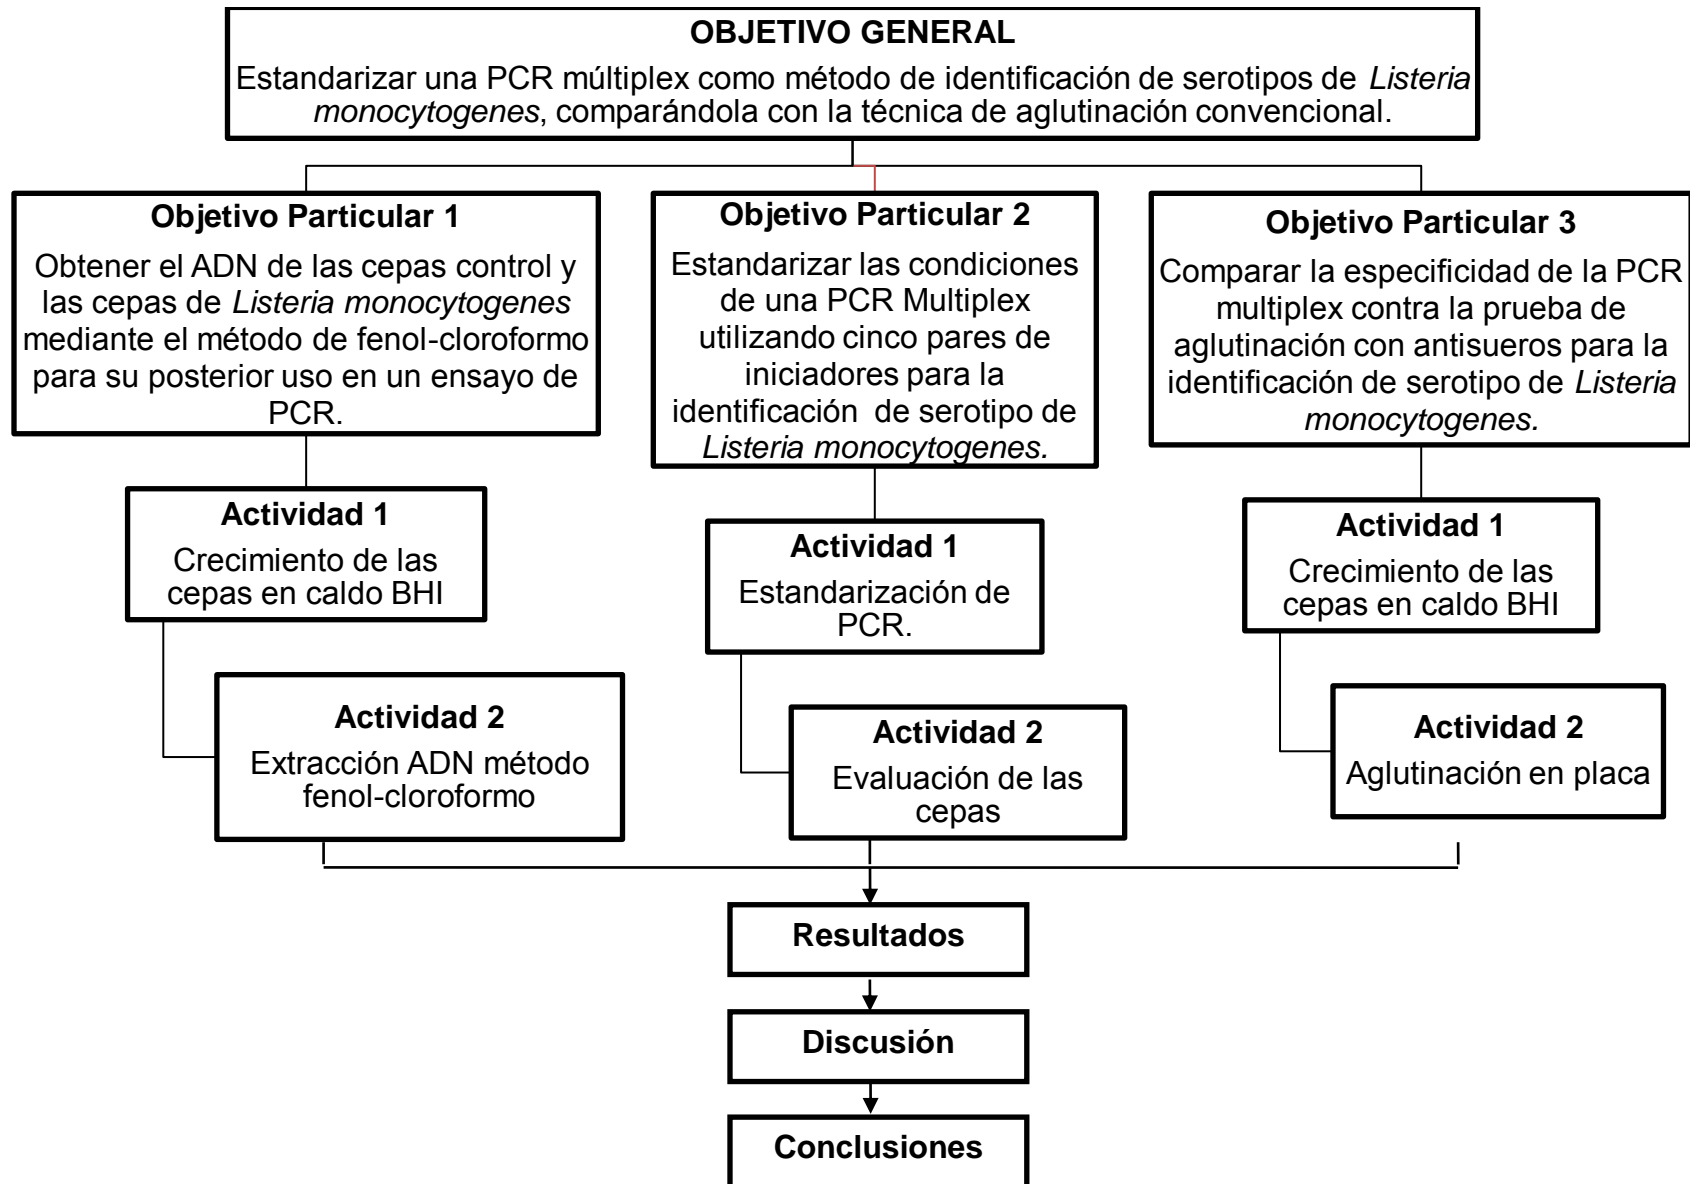 OBJETIVO GENERAL
Estandarizar una PCR múltiplex como método de identificación de serotipos de Listeria
monocytogenes, comparándola con la técnica de aglutinación convencional.
Objetivo Particular 1
Obtener el ADN de las cepas control y
las cepas de Listeria monocytogenes
mediante el método de fenol-cloroformo
para su posterior uso en un ensayo de
PCR.
Objetivo Particular 2
Estandarizar las condiciones
de una PCR Multiplex
utilizando cinco pares de
iniciadores para la
identificación de serotipo de
Listeria monocytogenes.
Objetivo Particular 3
Comparar la especificidad de la PCR
multiplex contra la prueba de
aglutinación con antisueros para la
identificación de serotipo de Listeria
monocytogenes.
Actividad 1
Crecimiento de las
cepas en caldo BHI
Actividad 1
Estandarización de
PCR.
Actividad 1
Crecimiento de las
cepas en caldo BHI
Actividad 2
Extracción ADN método
fenol-cloroformo
Actividad 2
Evaluación de las
cepas
Actividad 2
Aglutinación en placa
Resultados
Discusión
Conclusiones